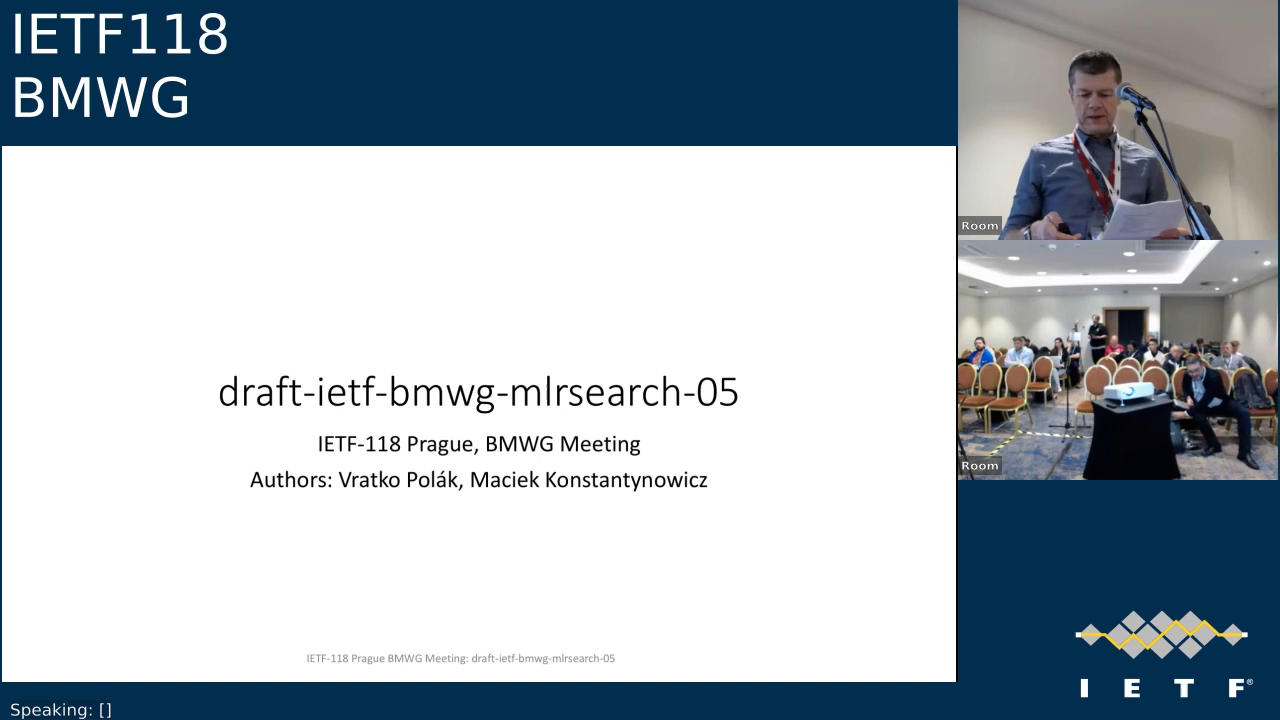 IETF118
BMWG
Room
draft-ietf-bmwg-mlrsearch-05
IETF-118 Prague, BMWG Meeting
Authors: Vratko Polák, Maciek Konstantynowicz
Room
IETF-118 Prague BMWG Meeting: draft-ietf-bmwg-mlrsearch-05
I E T F®
Speaking: []